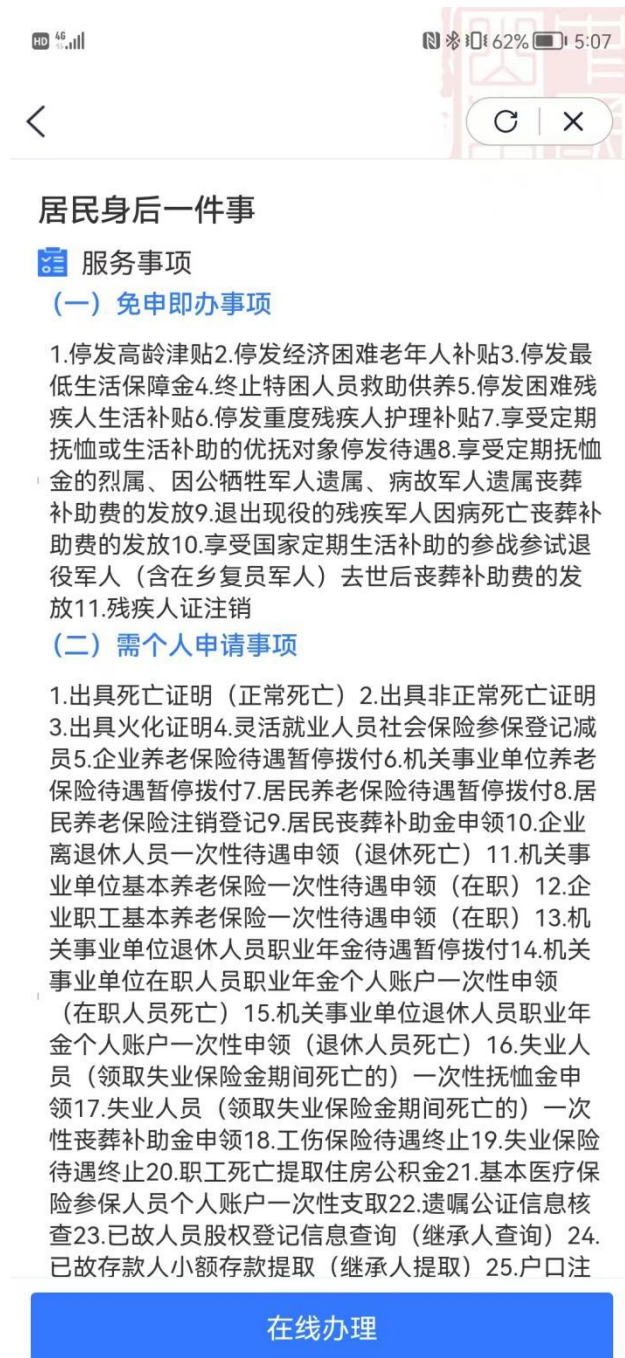 HD 4G 62% 5:07
居民身后一件事
服务事项
（一）免申即办事项
1.停发高龄津贴2.停发经济困难老年人补贴3.停发最
低生活保障金4.终止特困人员救助供养5.停发困难残
疾人生活补贴6.停发重度残疾人护理补贴7.享受定期
抚恤或生活补助的优抚对象停发待遇8.享受定期抚恤
金的烈属、因公牺牲军人遗属、病故军人遗属丧葬
补助费的发放9.退出现役的残疾军人因病死亡丧葬补
助费的发放10.享受国家定期生活补助的参战参试退
役军人（含在乡复员军人）去世后丧葬补助费的发
放11.残疾人证注销
（二）需个人申请事项
1.出具死亡证明（正常死亡）2.出具非正常死亡证明
3.出具火化证明4.灵活就业人员社会保险参保登记减
员5.企业养老保险待遇暂停拨付6.机关事业单位养老
保险待遇暂停拨付7.居民养老保险待遇暂停拨付8.居
民养老保险注销登记9.居民丧葬补助金申领10.企业
离退休人员一次性待遇申领（退休死亡）11.机关事
业单位基本养老保险一次性待遇申领（在职）12.企
业职工基本养老保险一次性待遇申领（在职）13.机
关事业单位退休人员职业年金待遇暂停拨付14.机关
事业单位在职人员职业年金个人账户一次性申领
（在职人员死亡）15.机关事业单位退休人员职业年
金个人账户一次性申领（退休人员死亡）16.失业人
员（领取失业保险金期间死亡的）一次性抚恤金申
领17.失业人员（领取失业保险金期间死亡的）一次
性丧葬补助金申领18.工伤保险待遇终止19.失业保险
待遇终止20.职工死亡提取住房公积金21.基本医疗保
险参保人员个人账户一次性支取22.遗嘱公证信息核
查23.已故人员股权登记信息查询（继承人查询）24.
已故存款人小额存款提取（继承人提取）25.户口注
在线办理